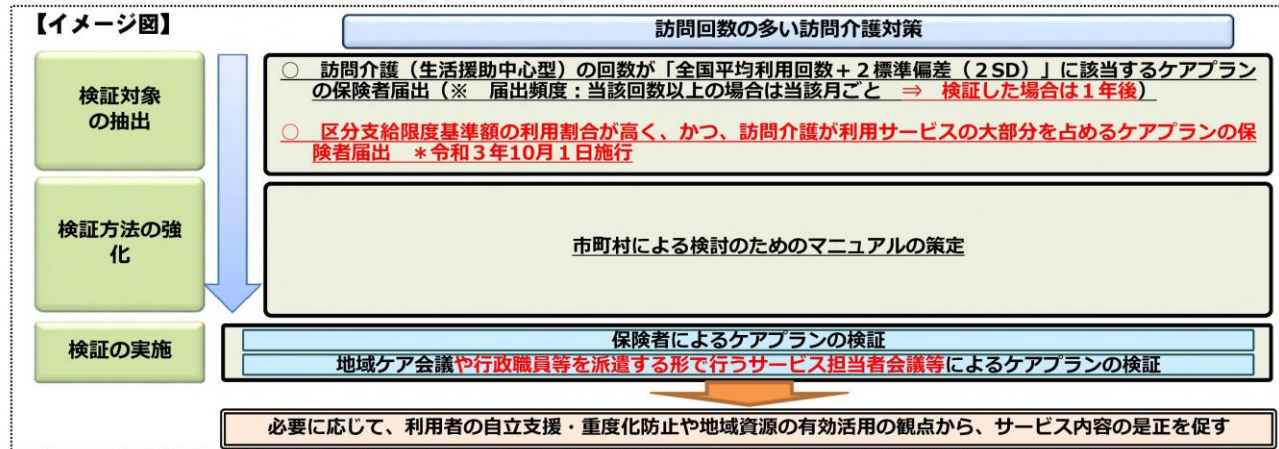 【イメージ図】
訪問回数の多い訪問介護対策
検証対象
の抽出
○　訪問介護（生活援助中心型）の回数が「全国平均利用回数＋２標準偏差（２SD）」に該当するケアプラン
の保険者届出（※　届出頻度：当該回数以上の場合は当該月ごと　⇒　検証した場合は１年後）
○　区分支給限度基準額の利用割合が高く、かつ、訪問介護が利用サービスの大部分を占めるケアプランの保
険者届出　＊令和３年10月１日施行
検証方法の強
化
市町村による検討のためのマニュアルの策定
検証の実施
保険者によるケアプランの検証
地域ケア会議や行政職員等を派遣する形で行うサービス担当者会議等によるケアプランの検証
必要に応じて、利用者の自立支援・重度化防止や地域資源の有効活用の観点から、サービス内容の是正を促す